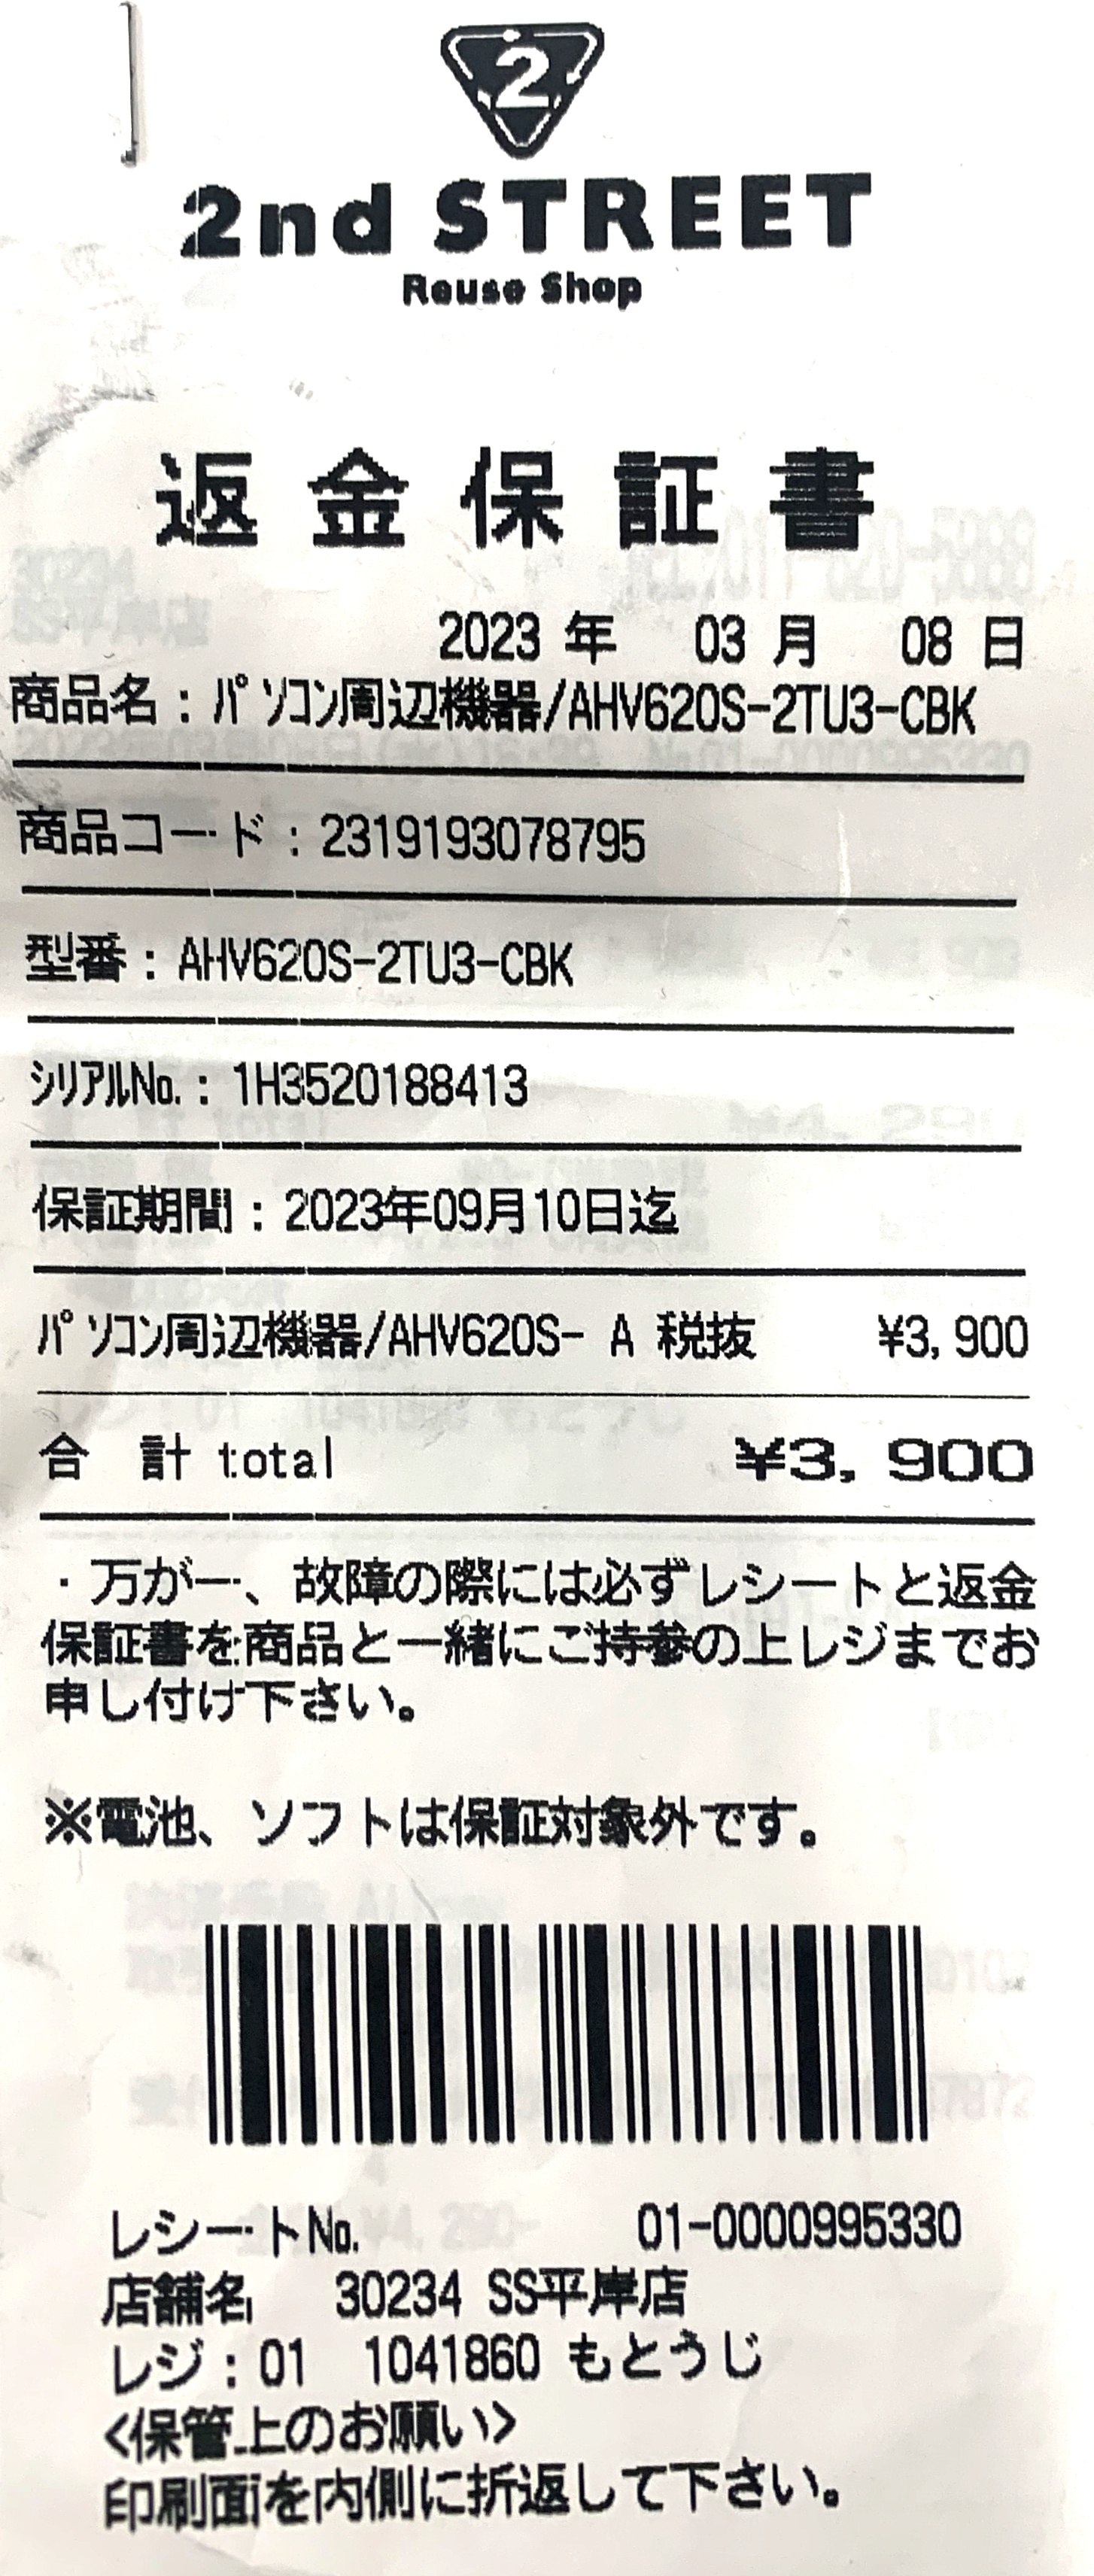 2
2nd STREET
Reuse Shop
返金保証書
2023 年 03 月 08 日
商品名：パソコン周辺機器/AHV620S-2TU3-CBK
商品コード：2319193078795
型番：AHV620S-2TU3-CBK
シリアルNo.：1H3520188413
保証期間：2023年09月10日迄
パソコン周辺機器/AHV620S- A 税抜 ¥3,900
合 計 total ¥3,900
・万が一、故障の際には必ずレシートと返金
保証書を商品と一緒にご持参の上レジまでお
申し付け下さい。
※電池、ソフトは保証対象外です。
レシートNo. 01-0000995330
店舗名 30234 SS平岸店
レジ：01 1041860 もとうじ
<保管上のお願い>
印刷面を内側に折返して下さい。